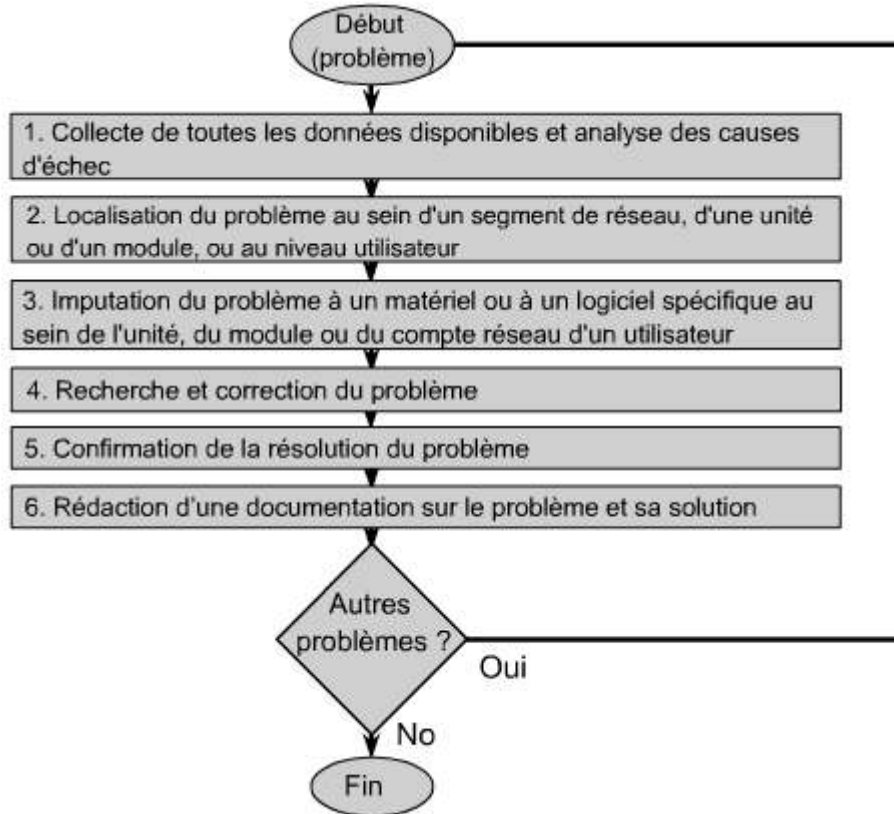 Début
(problème)
1. Collecte de toutes les données disponibles et analyse des causes
d'échec
2. Localisation du problème au sein d'un segment de réseau, d'une unité
ou d'un module, ou au niveau utilisateur
3. Imputation du problème à un matériel ou à un logiciel spécifique au
sein de l'unité, du module ou du compte réseau d'un utilisateur
4. Recherche et correction du problème
5. Confirmation de la résolution du problème
6. Rédaction d'une documentation sur le problème et sa solution
Autres
problèmes ?
Oui
No
Fin